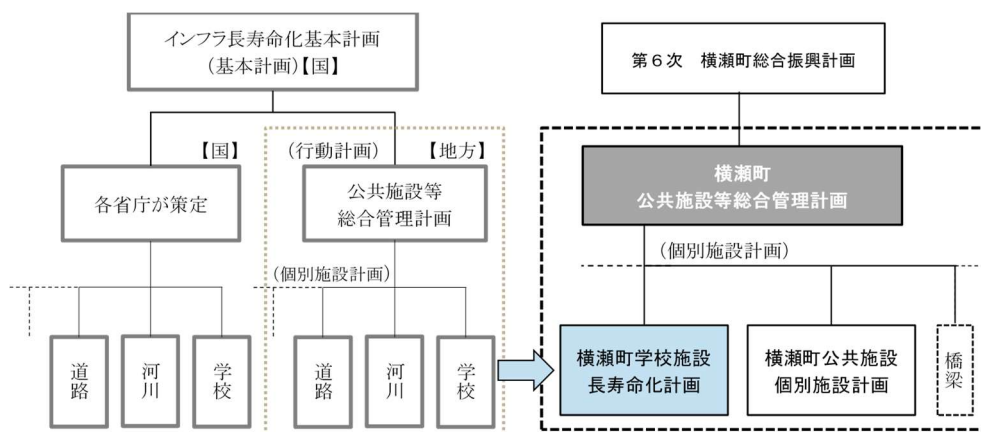 インフラ長寿命化基本計画
(基本計画)【国】
【国】
(行動計画)
【地方】
各省庁が策定
公共施設等
総合管理計画
(個別施設計画)
道路
河川
学校
道路
河川
学校
第6次 横瀬町総合振興計画
横瀬町
公共施設等総合管理計画
(個別施設計画)
横瀬町学校施設
長寿命化計画
横瀬町公共施設
個別施設計画
橋梁